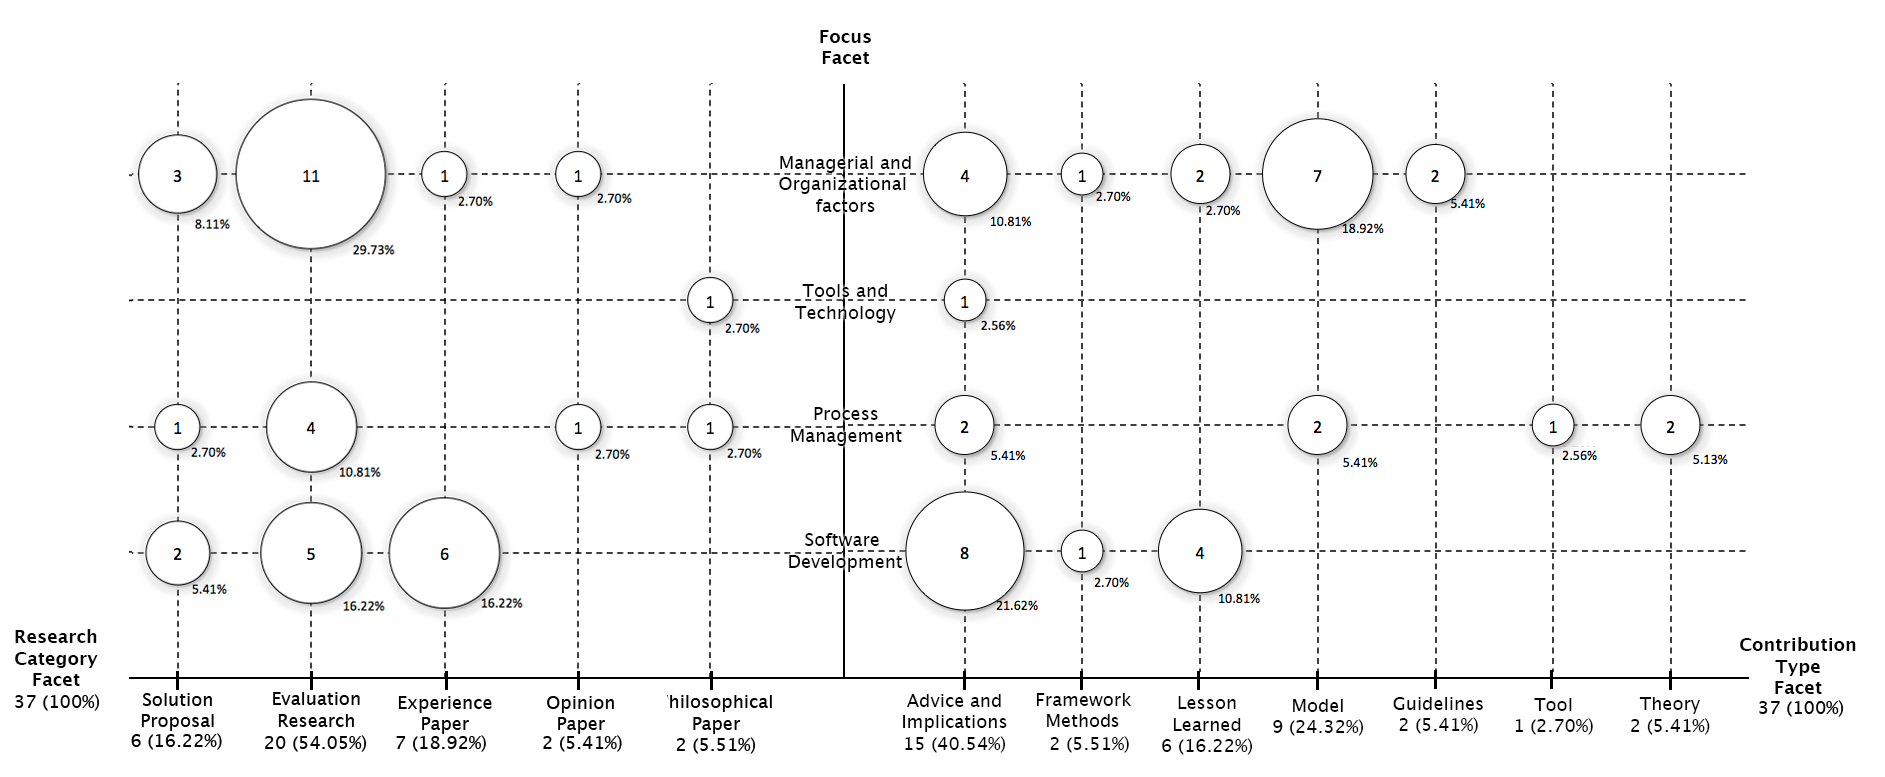 Focus
Facet
3
8.11%
11
29.73%
1
2.70%
1
2.70%
Managerial and
Organizational
factors
4
10.81%
1
2.70%
2
2.70%
7
18.92%
2
5.41%
1
2.70%
Tools and
Technology
1
2.56%
1
2.70%
4
10.81%
1
2.70%
1
2.70%
Process
Management
2
5.41%
2
5.41%
1
2.56%
2
5.13%
2
5.41%
5
16.22%
6
16.22%
Software
Development
8
21.62%
1
2.70%
4
10.81%
Research
Category
Facet
37 (100%)
Solution
Proposal
6 (16.22%)
Evaluation
Research
20 (54.05%)
Experience
Paper
7 (18.92%)
Opinion
Paper
2 (5.41%)
hilosophical
Paper
2 (5.51%)
Advice and
Implications
15 (40.54%)
Framework
Methods
2 (5.51%)
Lesson
Learned
6 (16.22%)
Model
9 (24.32%)
Guidelines
2 (5.41%)
Tool
1 (2.70%)
Theory
2 (5.41%)
Contribution
Type
Facet
37 (100%)